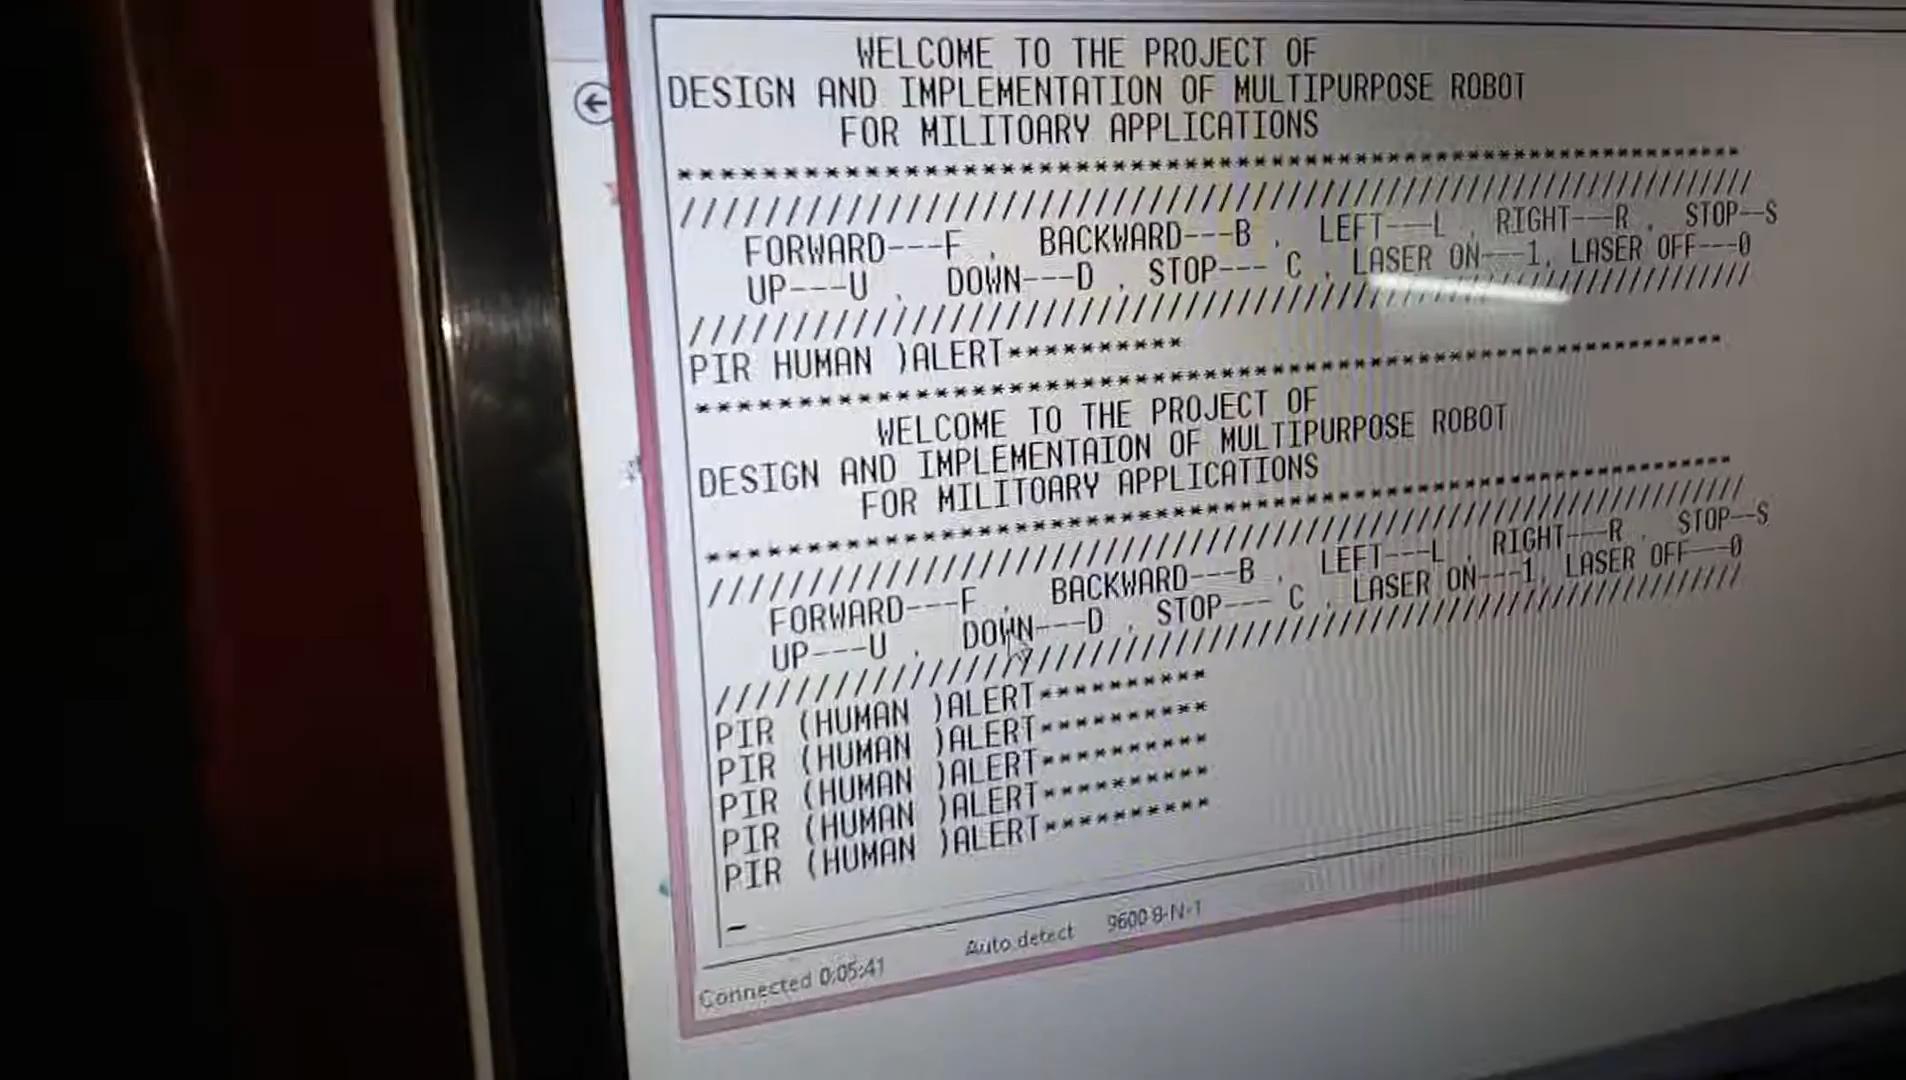 WELCOME TO THE PROJECT OF
DESIGN AND IMPLEMENTATION OF MULTIPURPOSE ROBOT
FOR MILITOARY APPLICATIONS
**************************************************
///////////////////////////////////////////////////
FORWARD---F , BACKWARD---B , LEFT---L , RIGHT---R , STOP--S
UP---U , DOWN---D , STOP--- C , LASER ON---1, LASER OFF---0
///////////////////////////////////////////////////
PIR HUMAN )ALERT**********
**************************************************
WELCOME TO THE PROJECT OF
DESIGN AND IMPLEMENTAION OF MULTIPURPOSE ROBOT
FOR MILITOARY APPLICATIONS
**************************************************
///////////////////////////////////////////////////
FORWARD---F , BACKWARD---B , LEFT---L , RIGHT---R , STOP--S
UP---U , DOWN---D , STOP--- C , LASER ON---1, LASER OFF---0
///////////////////////////////////////////////////
PIR (HUMAN )ALERT**********
PIR (HUMAN )ALERT**********
PIR (HUMAN )ALERT**********
PIR (HUMAN )ALERT**********
PIR (HUMAN )ALERT**********
_
Connected 0:05:41 Auto detect 9600 8-N-1